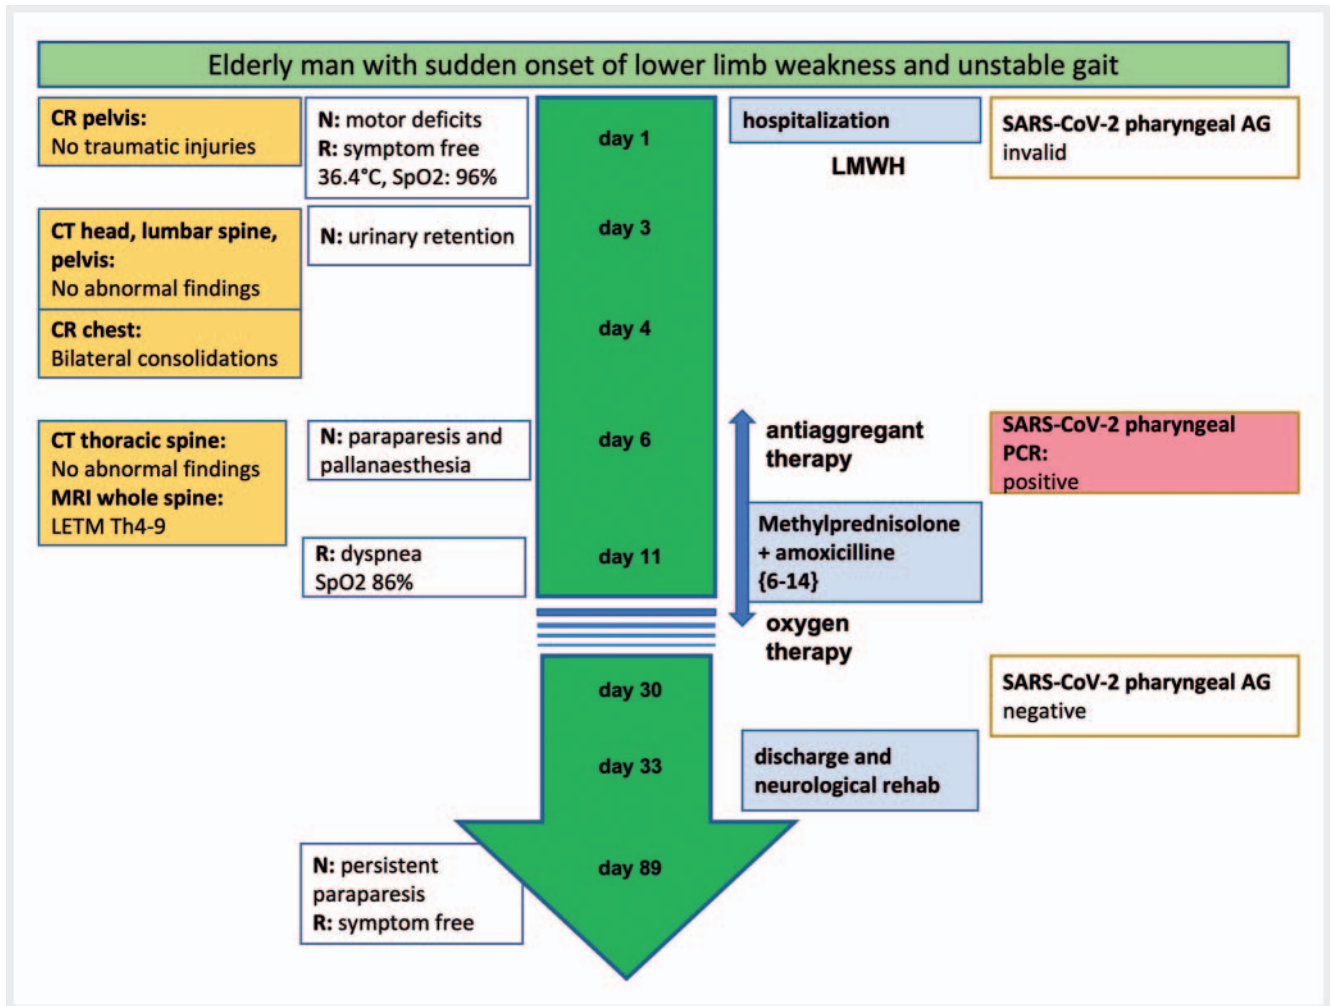 Elderly man with sudden onset of lower limb weakness and unstable gait
CR pelvis:
No traumatic injuries
N: motor deficits
R: symptom free
36.4°C, SpO2: 96%
day 1
hospitalization
LMWH
SARS-CoV-2 pharyngeal AG
invalid
CT head, lumbar spine,
pelvis:
No abnormal findings
N: urinary retention
day 3
CR chest:
Bilateral consolidations
day 4
CT thoracic spine:
No abnormal findings
MRI whole spine:
LETM Th4-9
N: paraparesis and
pallanaesthesia
day 6
antiaggregant
therapy
SARS-CoV-2 pharyngeal
PCR:
positive
R: dyspnea
SpO2 86%
day 11
Methylprednisolone
+ amoxicilline
{6-14}
oxygen
therapy
day 30
SARS-CoV-2 pharyngeal AG
negative
day 33
discharge and
neurological rehab
N: persistent
paraparesis
R: symptom free
day 89